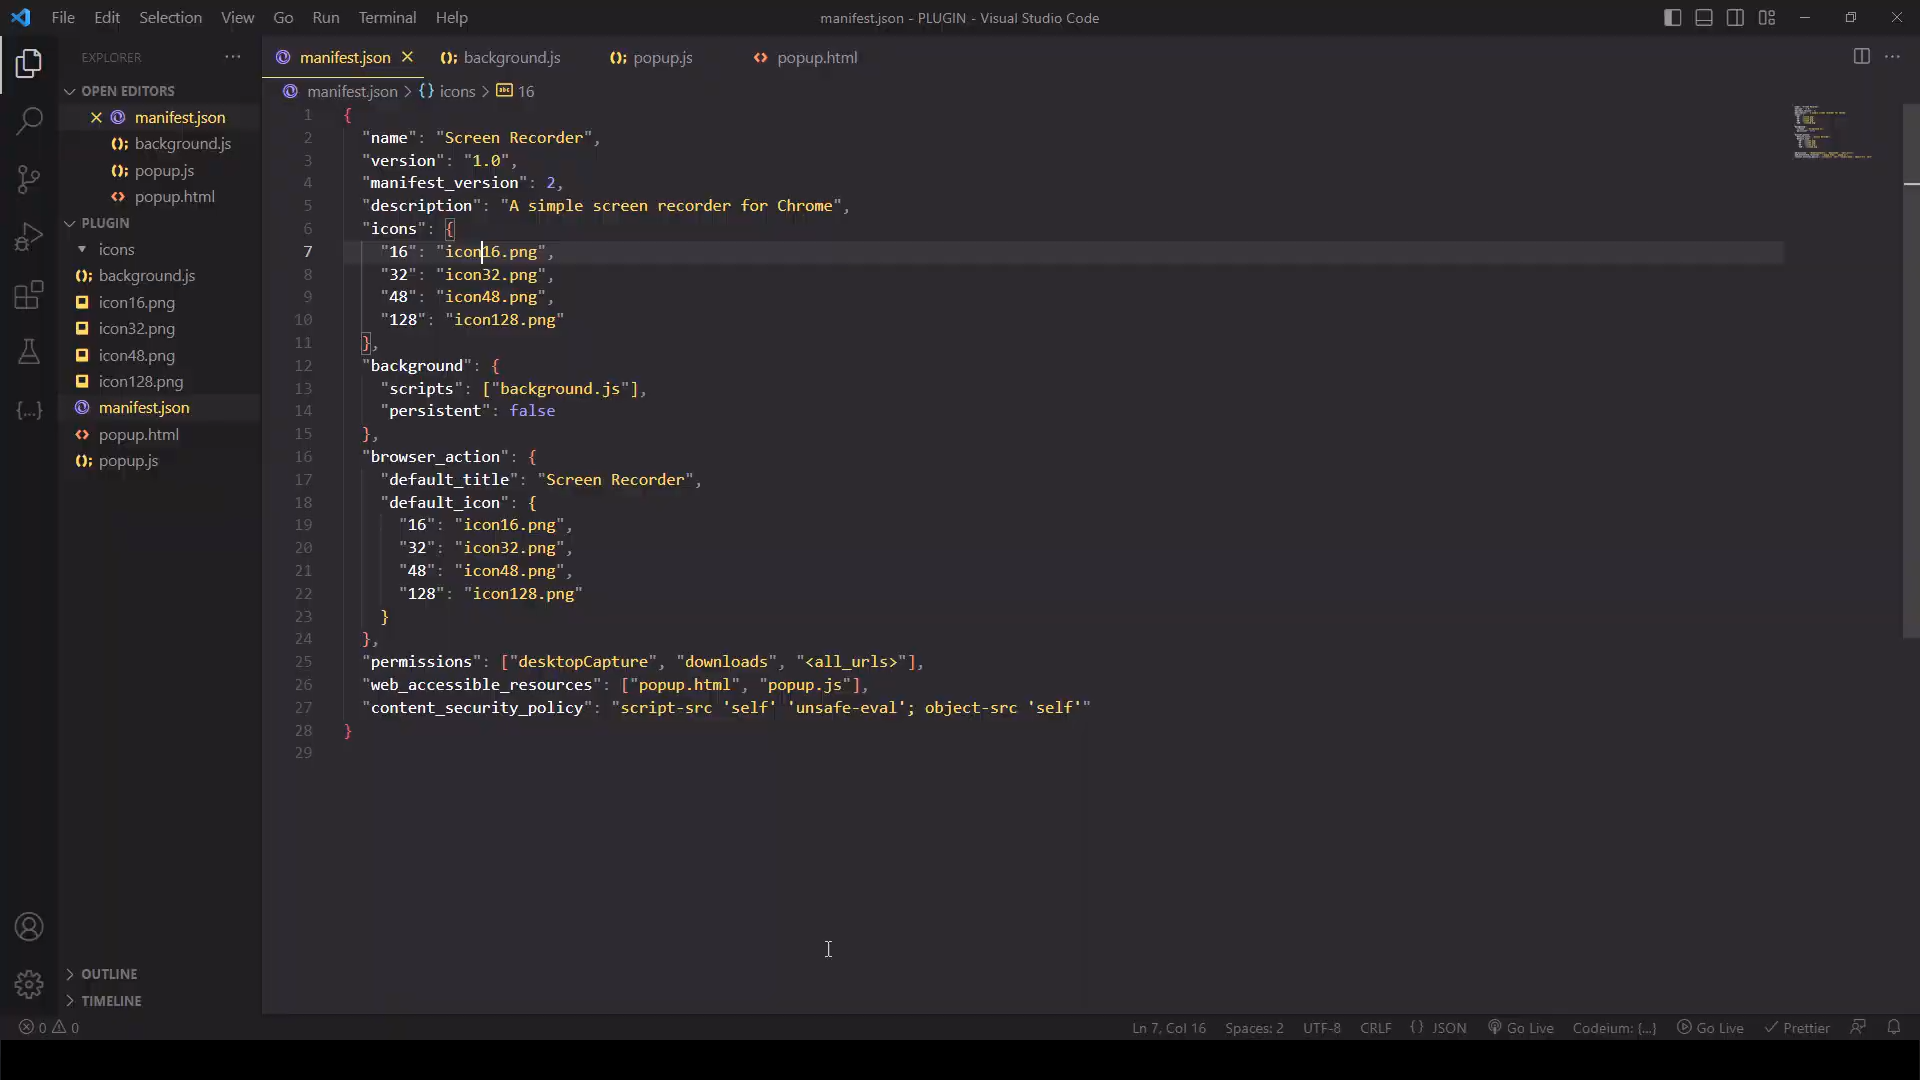 File Edit Selection View Go Run Terminal Help
manifest.json - PLUGIN - Visual Studio Code
EXPLORER
OPEN EDITORS
manifest.json
background.js
popup.js
popup.html
PLUGIN
icons
background.js
icon16.png
icon32.png
icon48.png
icon128.png
manifest.json
popup.html
popup.js
OUTLINE
TIMELINE
manifest.json background.js popup.js popup.html
manifest.json > {} icons > abc 16
1 {
2 "name": "Screen Recorder",
3 "version": "1.0",
4 "manifest_version": 2,
5 "description": "A simple screen recorder for Chrome",
6 "icons": {
7 "16": "icon16.png",
8 "32": "icon32.png",
9 "48": "icon48.png",
10 "128": "icon128.png"
11 },
12 "background": {
13 "scripts": ["background.js"],
14 "persistent": false
15 },
16 "browser_action": {
17 "default_title": "Screen Recorder",
18 "default_icon": {
19 "16": "icon16.png",
20 "32": "icon32.png",
21 "48": "icon48.png",
22 "128": "icon128.png"
23 }
24 },
25 "permissions": ["desktopCapture", "downloads", "<all_urls>"],
26 "web_accessible_resources": ["popup.html", "popup.js"],
27 "content_security_policy": "script-src 'self' 'unsafe-eval'; object-src 'self'"
28 }
29
0 0 Ln 7, Col 16 Spaces: 2 UTF-8 CRLF {} JSON Go Live Codeium: {...} Go Live Prettier